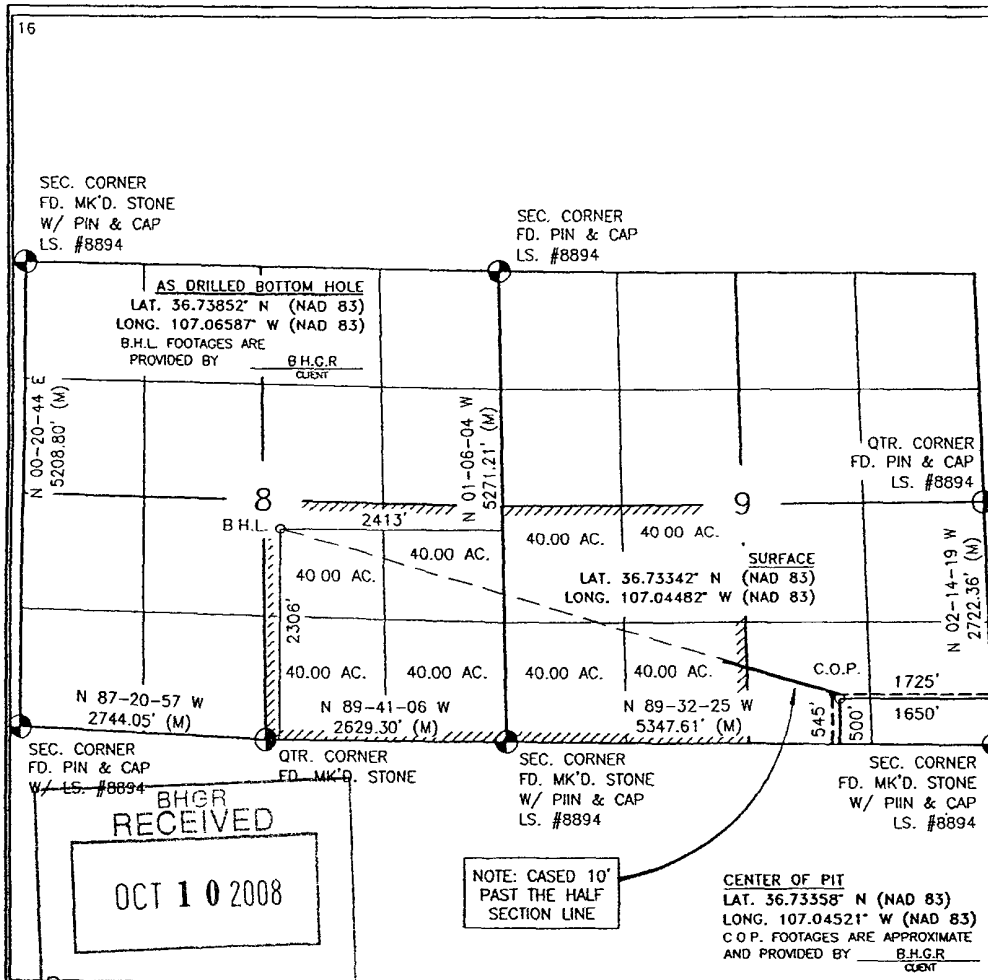 16
SEC. CORNER
FD. MK'D. STONE
W/ PIN & CAP
LS. #8894
SEC. CORNER
FD. PIN & CAP
LS. #8894
AS DRILLED BOTTOM HOLE
LAT. 36.73852° N (NAD 83)
LONG. 107.06587° W (NAD 83)
B.H.L. FOOTAGES ARE
PROVIDED BY B H.G.R
CLIENT
N 00-20-44 E
5208.80' (M)
N 01-06-04 W
5271.21' (M)
QTR. CORNER
FD. PIN & CAP
LS. #8894
8
9
B H.L.
2413'
40.00 AC.
40 00 AC.
40.00 AC.
40 00 AC.
SURFACE
LAT. 36.73342° N (NAD 83)
LONG. 107.04482° W (NAD 83)
N 02-14-19 W
2722.36' (M)
2306'
40.00 AC.
40.00 AC.
40.00 AC.
40.00 AC.
C.O.P.
1725'
1650'
545'
500'
N 87-20-57 W
2744.05' (M)
N 89-41-06 W
2629.30' (M)
N 89-32-25 W
5347.61' (M)
SEC. CORNER
FD. PIN & CAP
W/ LS. #8894
QTR. CORNER
FD. MK'D. STONE
SEC. CORNER
FD. MK'D. STONE
W/ PIIN & CAP
LS. #8894
SEC. CORNER
FD. MK'D. STONE
W/ PIIN & CAP
LS. #8894
BHGR
RECEIVED
OCT 10 2008
NOTE: CASED 10'
PAST THE HALF
SECTION LINE
CENTER OF PIT
LAT. 36.73358° N (NAD 83)
LONG. 107.04521° W (NAD 83)
C O P. FOOTAGES ARE APPROXIMATE
AND PROVIDED BY B.H.G.R
CLIENT